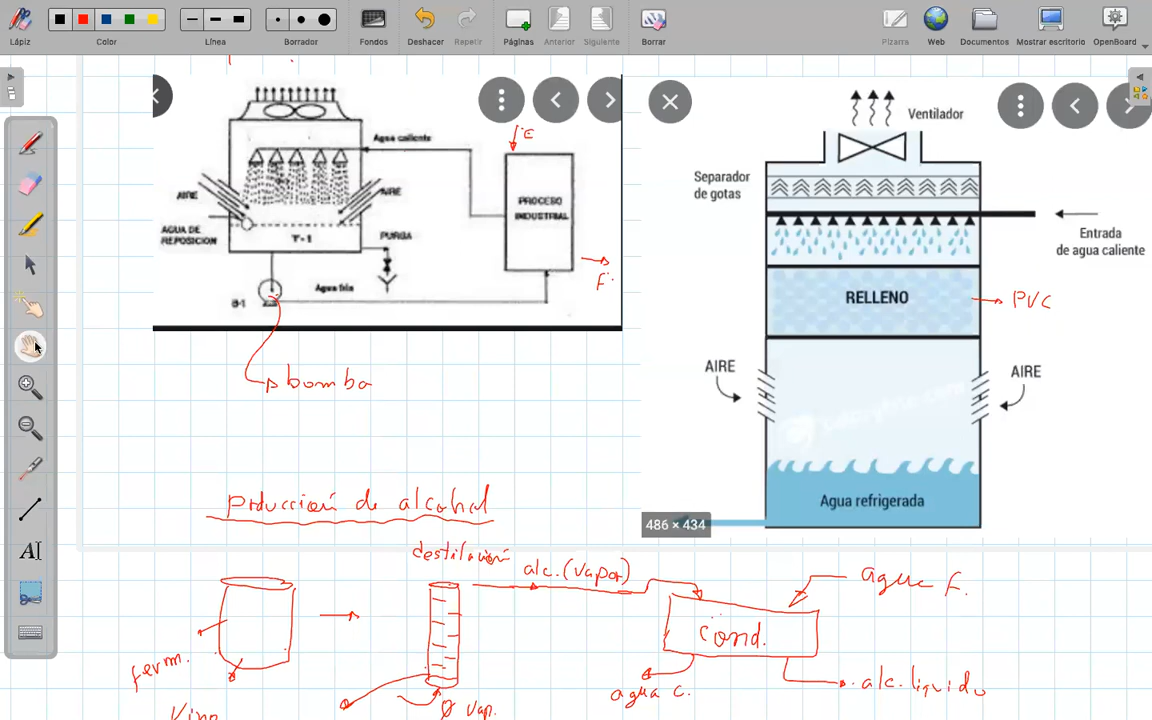 Lápiz
Color
Línea
Borrador
Fondos
Deshacer
Repetir
Páginas
Anterior
Siguiente
Borrar
Pizarra
Web
Documentos
Mostrar escritorio
OpenBoard
Agua caliente
E
AIRE
AIRE
PROCESO
INDUSTRIAL
AGUA DE
REPOSICION
T-1
PURGA
F
B-1
Agua fria
bomba
Ventilador
Separador
de gotas
Entrada
de agua caliente
RELLENO
PVC
AIRE
AIRE
Agua refrigerada
486 × 434
producción de alcohol
destilación
alc.(vapor)
agua F.
cond.
ferm.
agua c.
alc. liquido
Vino
vap.
A